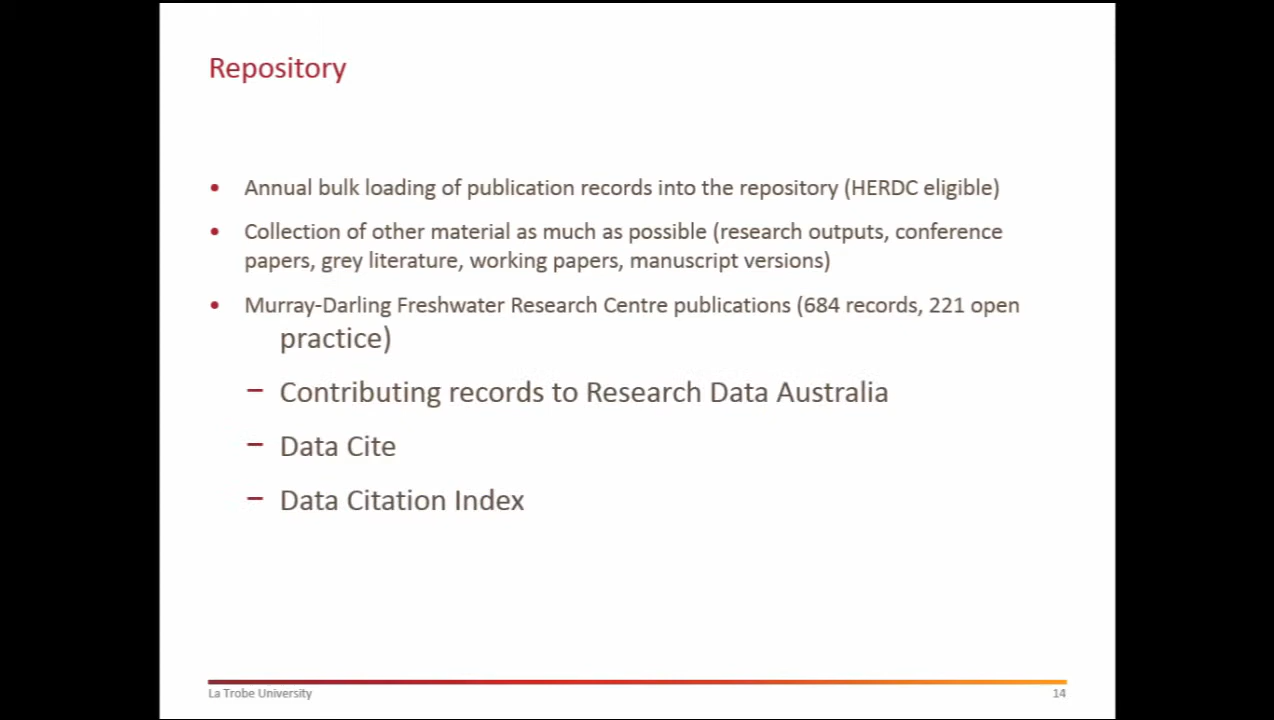 Repository
• Annual bulk loading of publication records into the repository (HERDC eligible)
• Collection of other material as much as possible (research outputs, conference
papers, grey literature, working papers, manuscript versions)
• Murray-Darling Freshwater Research Centre publications (684 records, 221 open
practice)
– Contributing records to Research Data Australia
– Data Cite
– Data Citation Index
La Trobe University
14